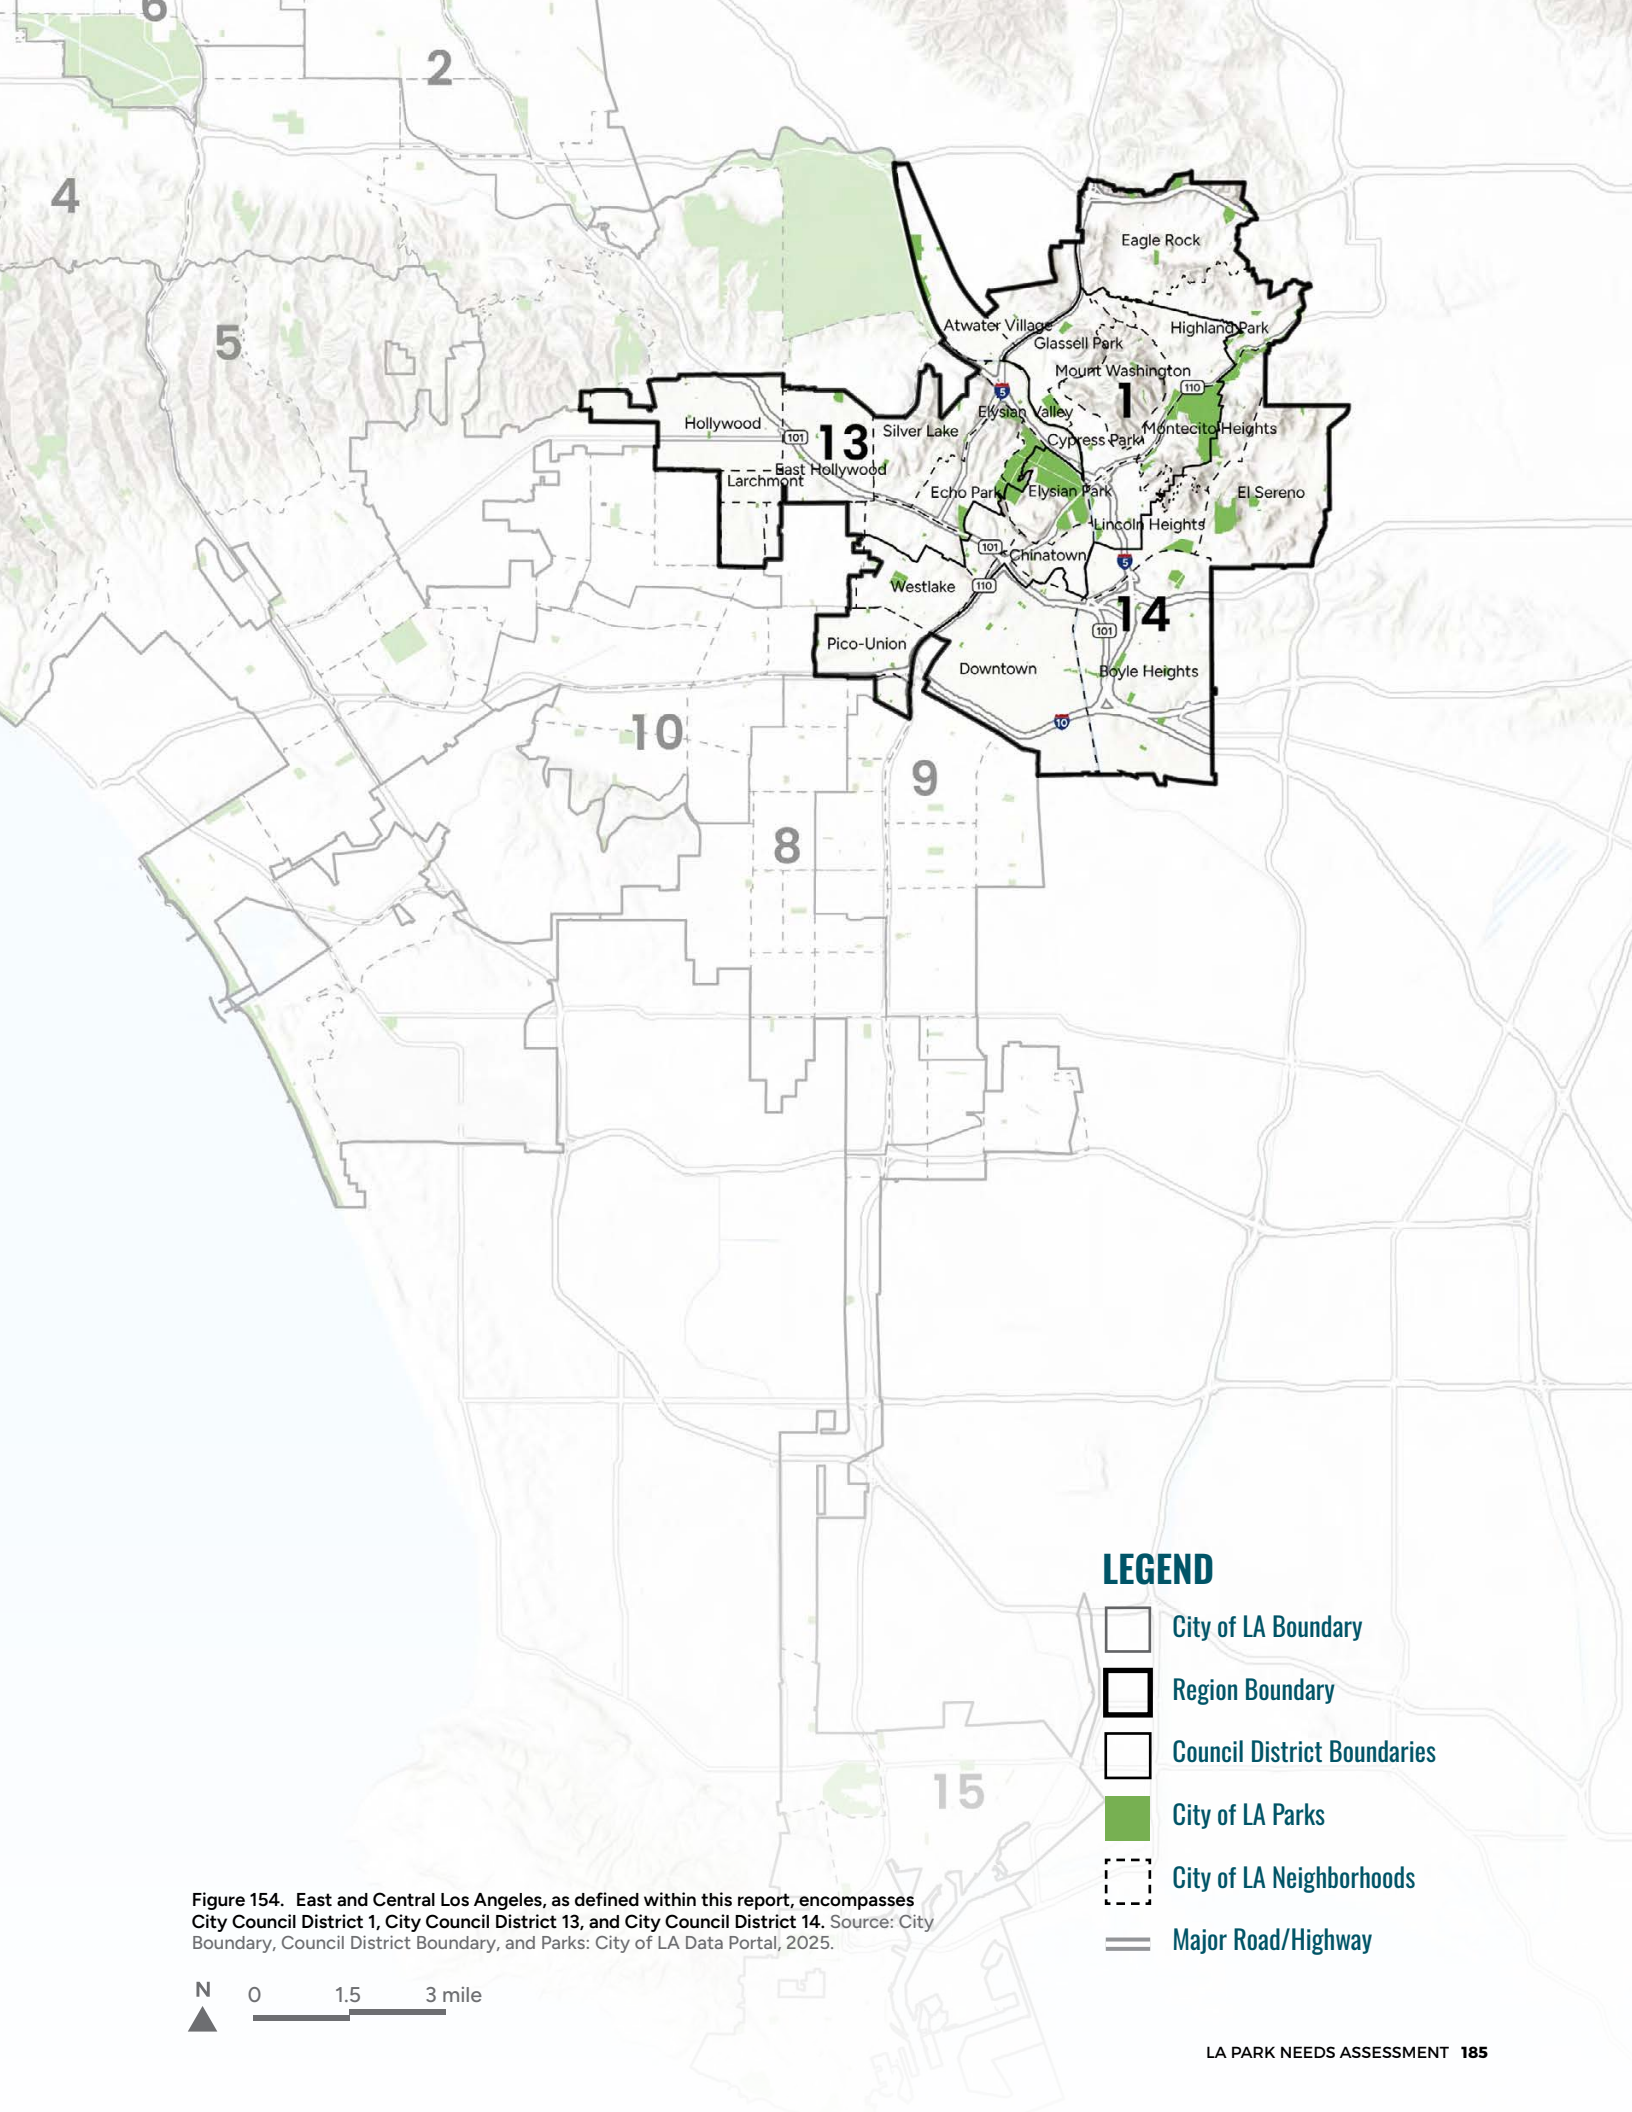 6
2
4
5
Eagle Rock
Atwater Village
Highland Park
Glassell Park
Mount Washington
1
110
5
Elysian Valley
Hollywood
101
13
Silver Lake
Cypress Park
Montecito Heights
East Hollywood
Larchmont
Echo Park
Elysian Park
El Sereno
Lincoln Heights
101
Chinatown
5
Westlake
110
14
101
Pico-Union
Downtown
Boyle Heights
10
10
9
8
15
LEGEND
City of LA Boundary
Region Boundary
Council District Boundaries
City of LA Parks
City of LA Neighborhoods
Major Road/Highway
Figure 154. East and Central Los Angeles, as defined within this report, encompasses
City Council District 1, City Council District 13, and City Council District 14. Source: City
Boundary, Council District Boundary, and Parks: City of LA Data Portal, 2025.
N 0 1.5 3 mile
LA PARK NEEDS ASSESSMENT 185